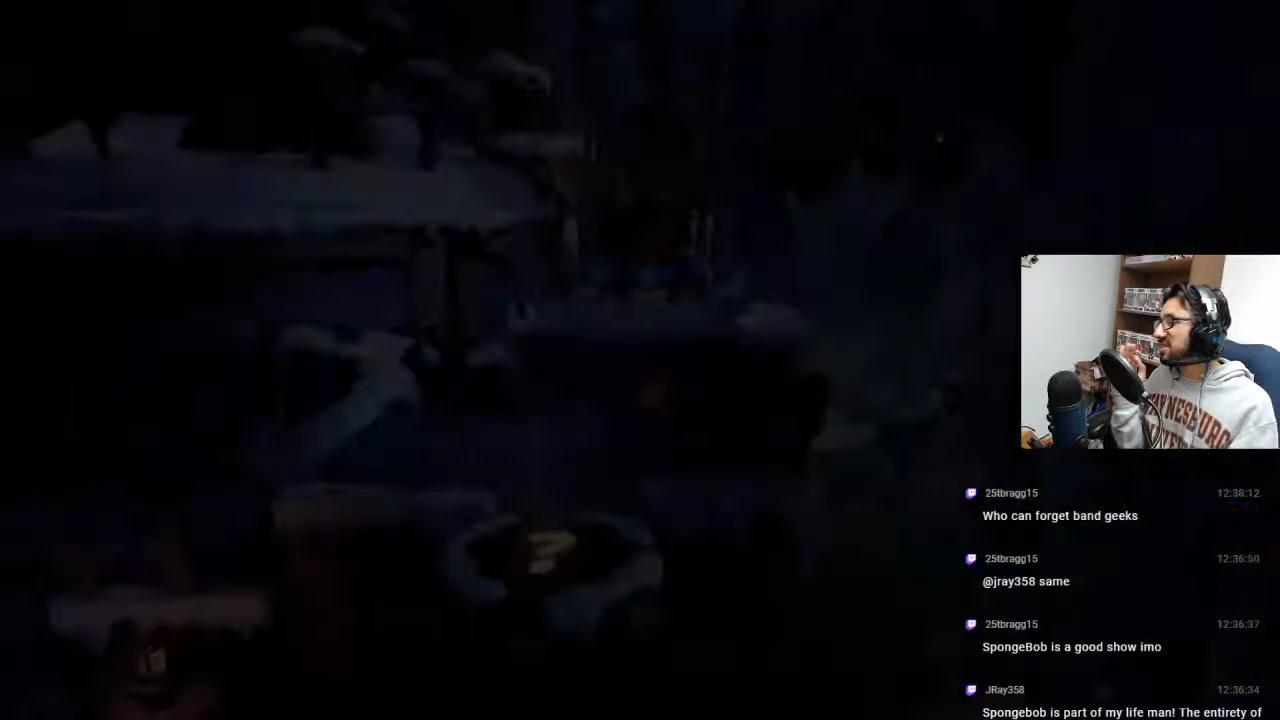 25tbragg15 12:38:12
Who can forget band geeks
25tbragg15 12:36:50
@jray358 same
25tbragg15 12:36:37
SpongeBob is a good show imo
JRay358 12:36:34
Spongebob is part of my life man! The entirety of
WAYNESBURG
?